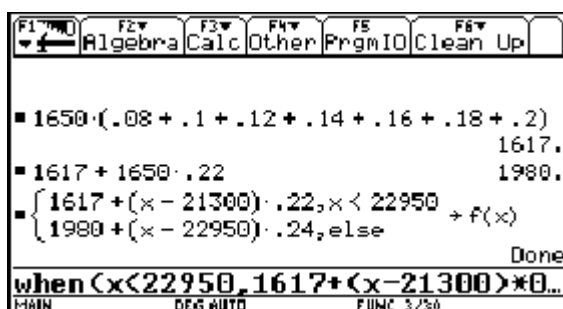 F1 F2 F3 F4 F5 F6
Algebra Calc Other PrgmIO Clean Up
▪ 1650·(.08 + .1 + .12 + .14 + .16 + .18 + .2)
1617.
▪ 1617 + 1650·.22
1980.
▪ { 1617 + (x - 21300)·.22, x < 22950
1980 + (x - 22950)·.24, else → f(x)
Done
when(x<22950,1617+(x-21300)*0…
MAIN DEG AUTO FUNC 3/30